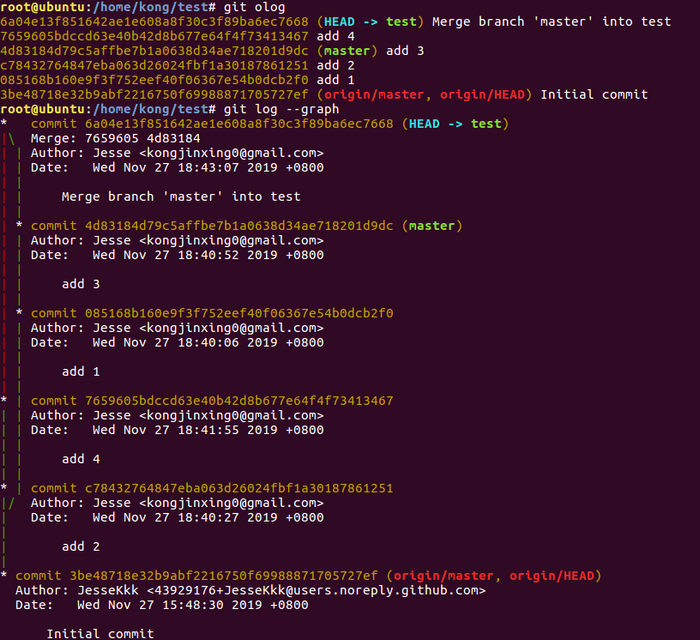 root@ubuntu:/home/kong/test# git olog
6a04e13f851642ae1e608a8f30c3f89ba6ec7668 (HEAD -> test) Merge branch 'master' into test
7659605bdccd63e40b42d8b677e64f4f73413467 add 4
4d83184d79c5affbe7b1a0638d34ae718201d9dc (master) add 3
c78432764847eba063d26024fbf1a30187861251 add 2
085168b160e9f3f752eef40f06367e54b0dcb2f0 add 1
3be48718e32b9abf2216750f69988871705727ef (origin/master, origin/HEAD) Initial commit
root@ubuntu:/home/kong/test# git log --graph
*   commit 6a04e13f851642ae1e608a8f30c3f89ba6ec7668 (HEAD -> test)
|\  Merge: 7659605 4d83184
| | Author: Jesse <kongjinxing0@gmail.com>
| | Date:   Wed Nov 27 18:43:07 2019 +0800
| |
| |     Merge branch 'master' into test
| |
| * commit 4d83184d79c5affbe7b1a0638d34ae718201d9dc (master)
| | Author: Jesse <kongjinxing0@gmail.com>
| | Date:   Wed Nov 27 18:40:52 2019 +0800
| |
| |     add 3
| |
| * commit 085168b160e9f3f752eef40f06367e54b0dcb2f0
| | Author: Jesse <kongjinxing0@gmail.com>
| | Date:   Wed Nov 27 18:40:06 2019 +0800
| |
| |     add 1
| |
* | commit 7659605bdccd63e40b42d8b677e64f4f73413467
| | Author: Jesse <kongjinxing0@gmail.com>
| | Date:   Wed Nov 27 18:41:55 2019 +0800
| |
| |     add 4
| |
* | commit c78432764847eba063d26024fbf1a30187861251
|/  Author: Jesse <kongjinxing0@gmail.com>
|   Date:   Wed Nov 27 18:40:27 2019 +0800
|
|       add 2
|
* commit 3be48718e32b9abf2216750f69988871705727ef (origin/master, origin/HEAD)
  Author: JesseKkk <43929176+JesseKkk@users.noreply.github.com>
  Date:   Wed Nov 27 15:48:30 2019 +0800

      Initial commit